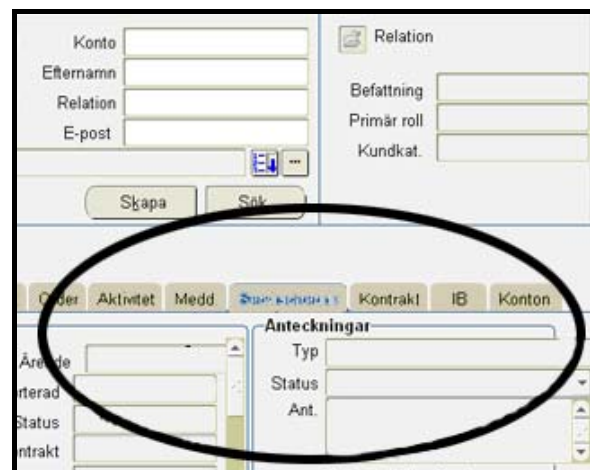 Konto
Efternamn
Relation
E-post
Skapa Sök
Relation
Befattning
Primär roll
Kundkat.
Order Aktivitet Medd Kontrakt IB Konton
Ärende
Status
Anteckningar
Typ
Status
Ant.